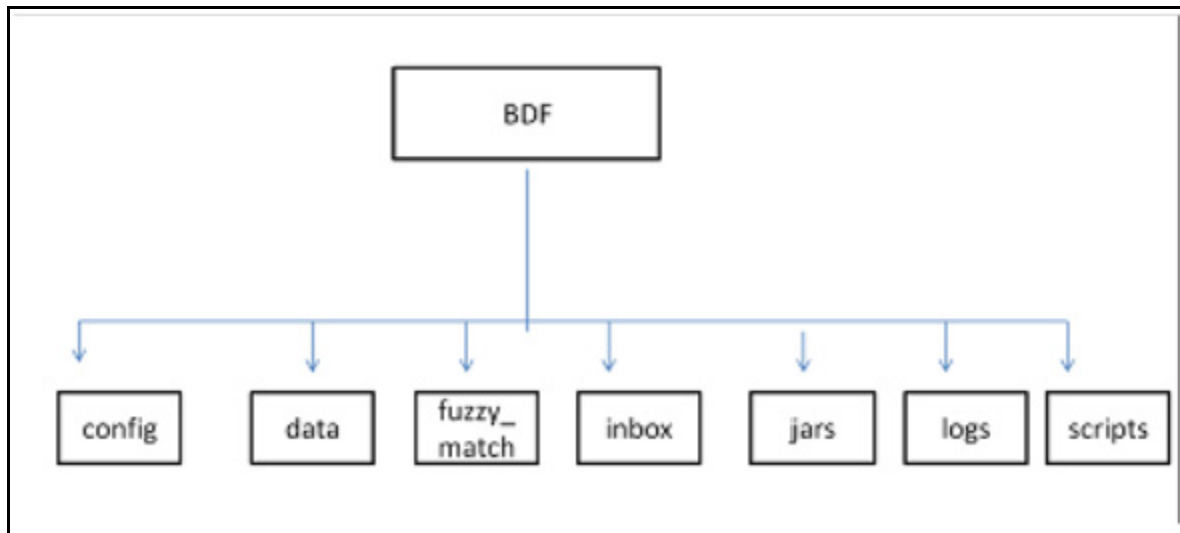 BDF
config
data
fuzzy_
match
inbox
jars
logs
scripts